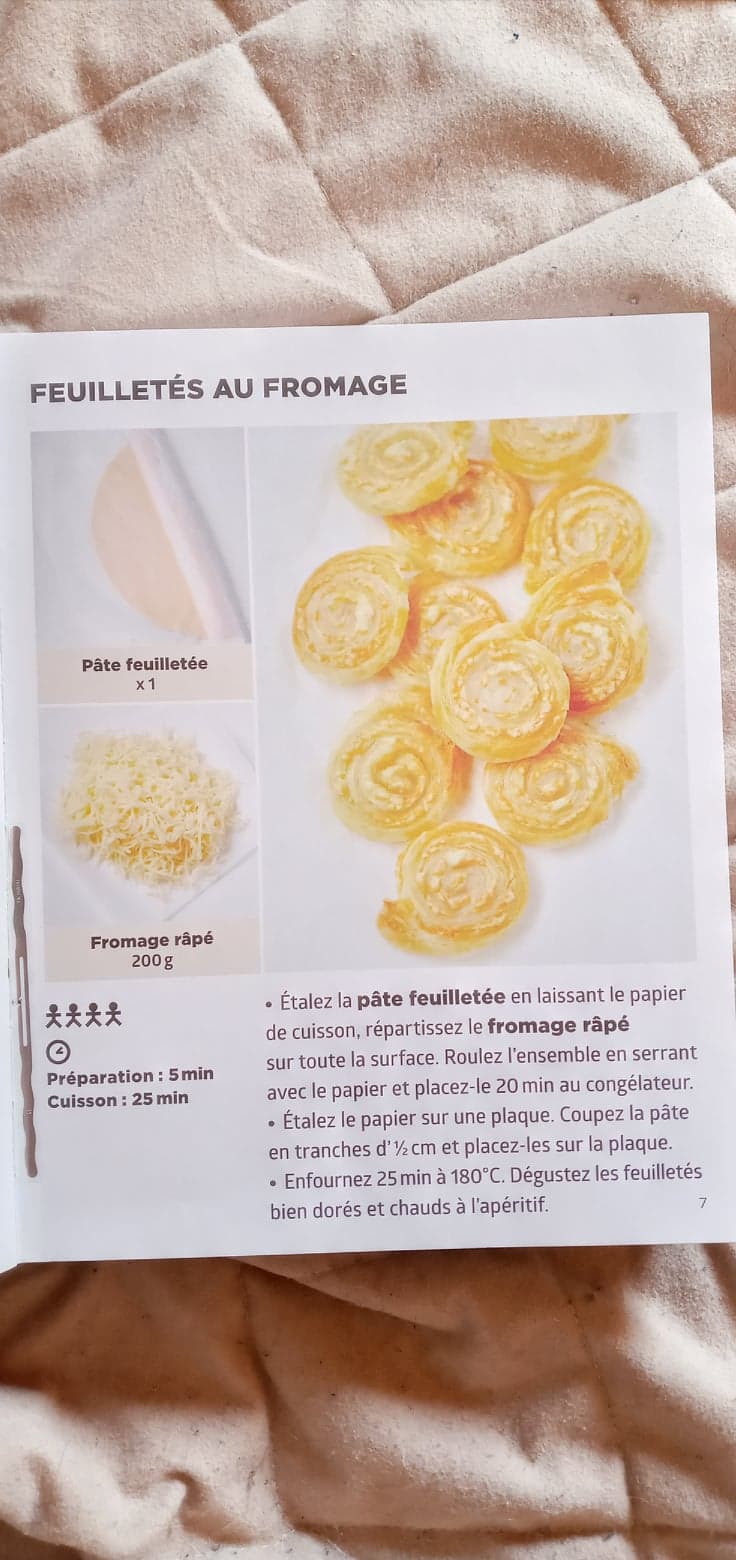 FEUILLETÉS AU FROMAGE
Pâte feuilletée
x 1
Fromage râpé
200 g
Préparation : 5 min
Cuisson : 25 min
• Étalez la pâte feuilletée en laissant le papier
de cuisson, répartissez le fromage râpé
sur toute la surface. Roulez l'ensemble en serrant
avec le papier et placez-le 20 min au congélateur.
• Étalez le papier sur une plaque. Coupez la pâte
en tranches d'½ cm et placez-les sur la plaque.
• Enfournez 25 min à 180°C. Dégustez les feuilletés
bien dorés et chauds à l'apéritif.
7